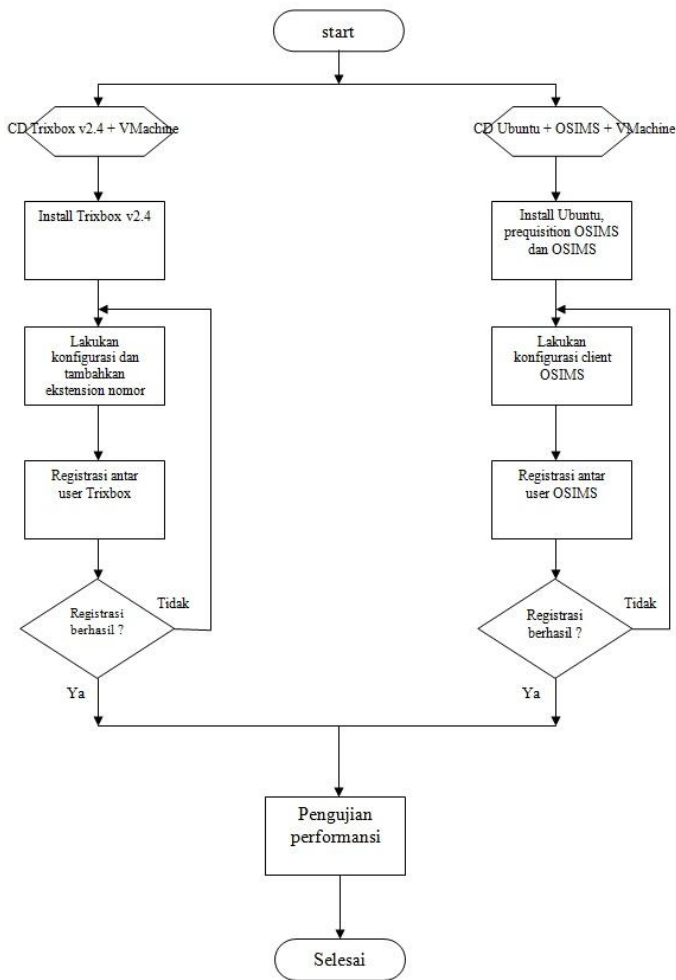 start
CD Trixbox v2.4 + VMachine
CD Ubuntu + OSIMS + VMachine
Install Trixbox v2.4
Install Ubuntu,
prequisition OSIMS
dan OSIMS
Lakukan
konfigurasi dan
tambahkan
ekstension nomor
Lakukan
konfigurasi client
OSIMS
Registrasi antar
user Trixbox
Registrasi antar
user OSIMS
Registrasi
berhasil ?
Tidak
Registrasi
berhasil ?
Tidak
Ya
Ya
Pengujian
performansi
Selesai